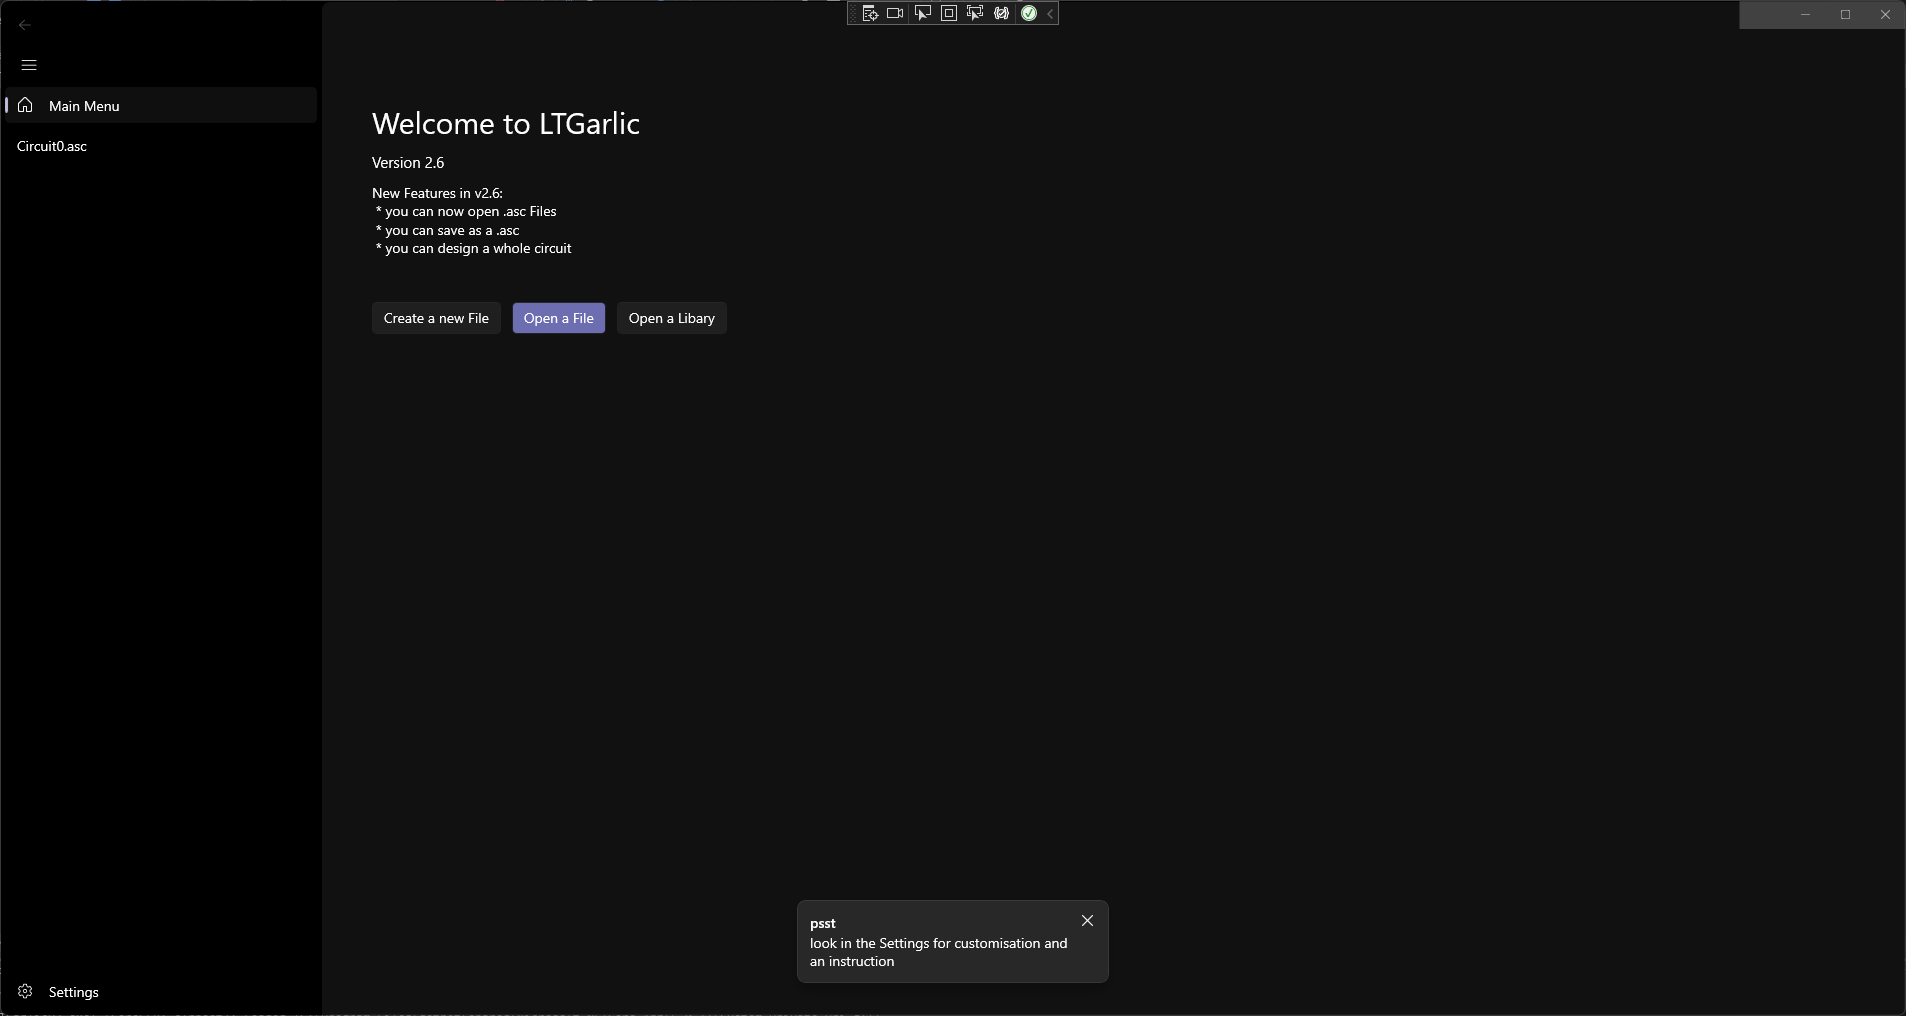 Main Menu
Circuit0.asc
Welcome to LTGarlic
Version 2.6
New Features in v2.6:
* you can now open .asc Files
* you can save as a .asc
* you can design a whole circuit
Create a new File
Open a File
Open a Libary
psst
look in the Settings for customisation and
an instruction
Settings